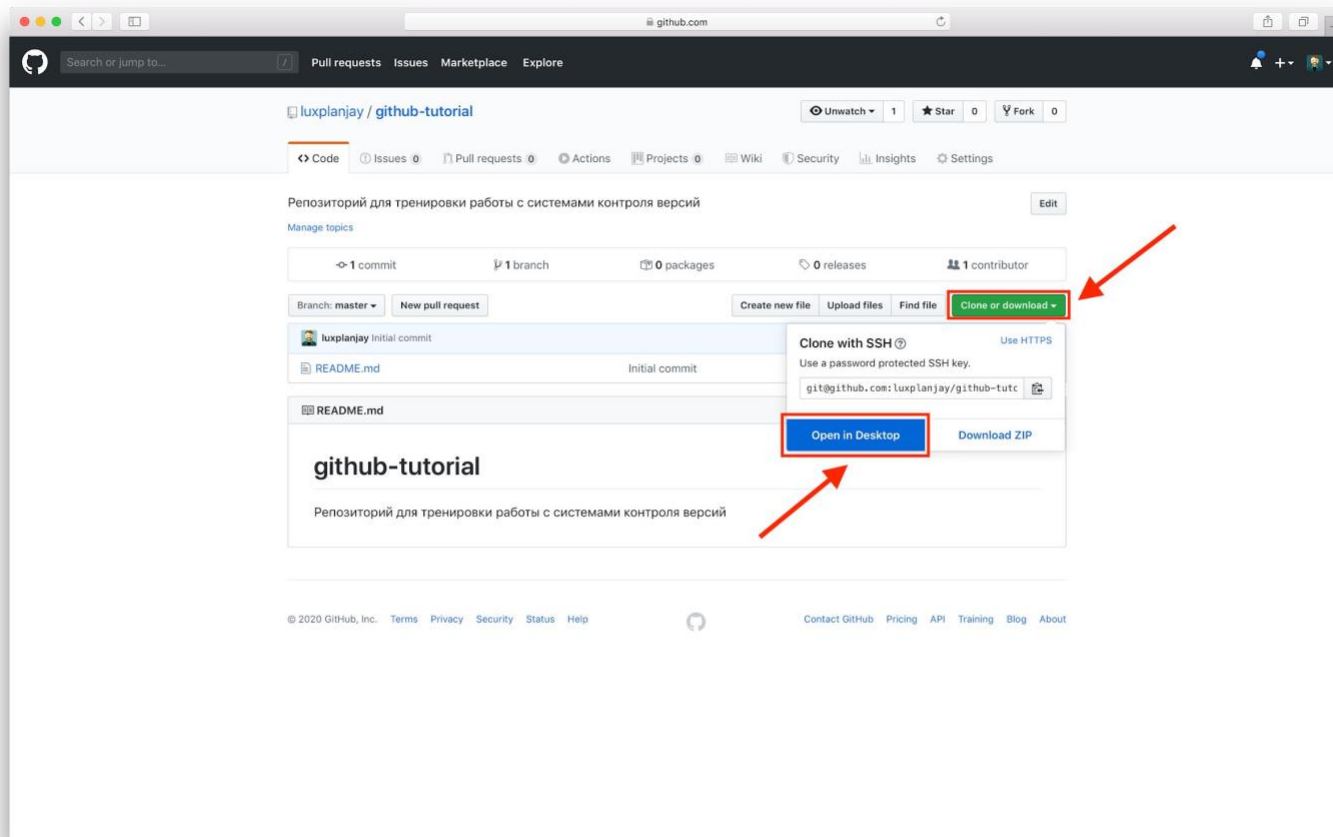 github.com
Search or jump to... / Pull requests Issues Marketplace Explore
luxplanjay / github-tutorial Unwatch 1 Star 0 Fork 0
Code Issues 0 Pull requests 0 Actions Projects 0 Wiki Security Insights Settings
Репозиторий для тренировки работы с системами контроля версий Edit
Manage topics
1 commit 1 branch 0 packages 0 releases 1 contributor
Branch: master New pull request Create new file Upload files Find file Clone or download
luxplanjay Initial commit
README.md Initial commit
Clone with SSH ? Use HTTPS
Use a password protected SSH key.
git@github.com:luxplanjay/github-tutc
Open in Desktop Download ZIP
README.md
github-tutorial
Репозиторий для тренировки работы с системами контроля версий
© 2020 GitHub, Inc. Terms Privacy Security Status Help Contact GitHub Pricing API Training Blog About